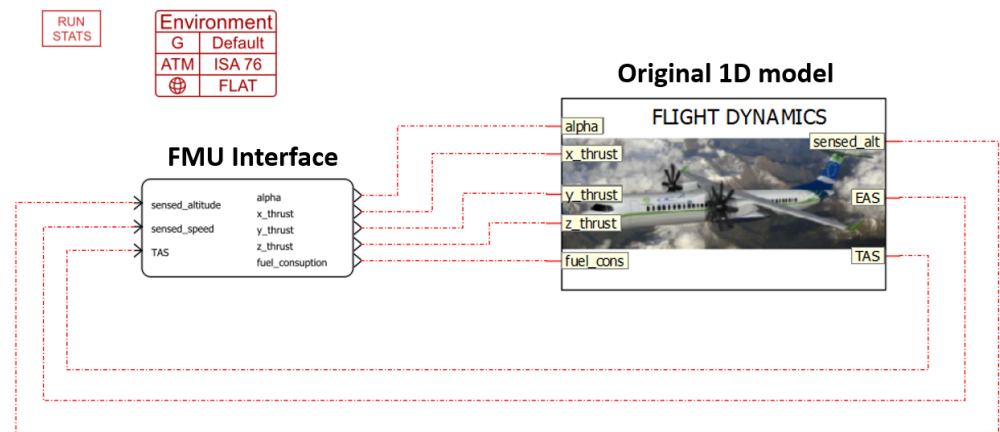 RUN
STATS
Environment
G Default
ATM ISA 76
FLAT
Original 1D model
FLIGHT DYNAMICS
alpha
x_thrust
y_thrust
z_thrust
fuel_cons
sensed_alt
EAS
TAS
FMU Interface
sensed_altitude
sensed_speed
TAS
alpha
x_thrust
y_thrust
z_thrust
fuel_consuption